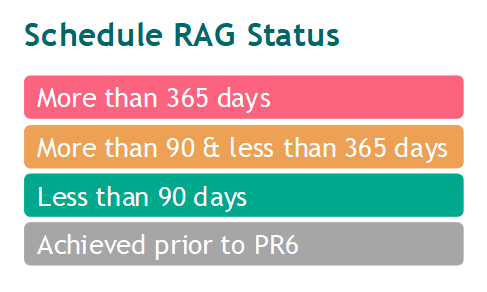 Schedule RAG Status
More than 365 days
More than 90 & less than 365 days
Less than 90 days
Achieved prior to PR6